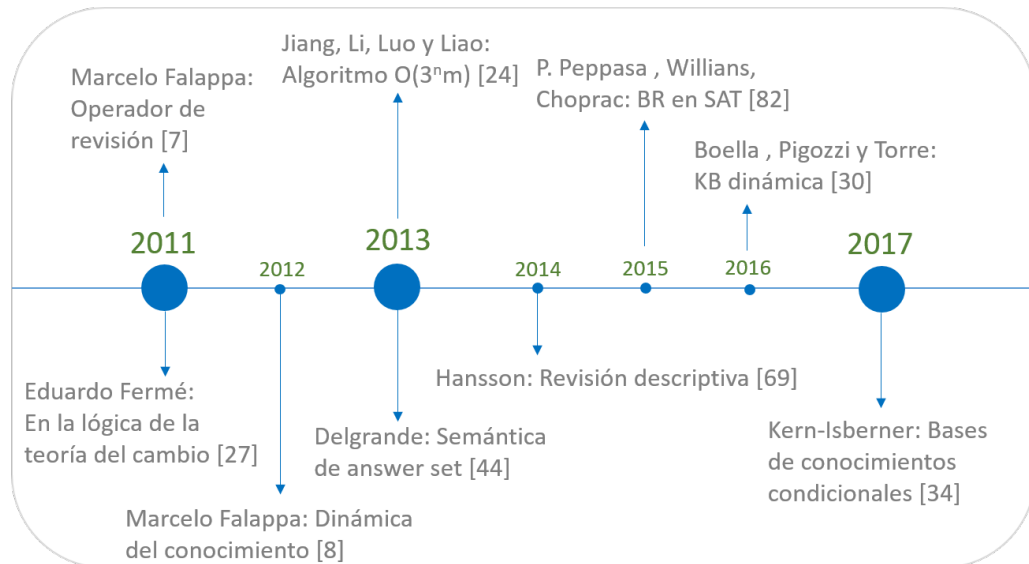 Marcelo Falappa:
Operador de
revisión [7]
Jiang, Li, Luo y Liao:
Algoritmo O(3ⁿm) [24]
P. Peppasa , Willians,
Choprac: BR en SAT [82]
Boella , Pigozzi y Torre:
KB dinámica [30]
2011
2012
2013
2014
2015
2016
2017
Eduardo Fermé:
En la lógica de la
teoría del cambio [27]
Marcelo Falappa: Dinámica
del conocimiento [8]
Delgrande: Semántica
de answer set [44]
Hansson: Revisión descriptiva [69]
Kern-Isberner: Bases
de conocimientos
condicionales [34]